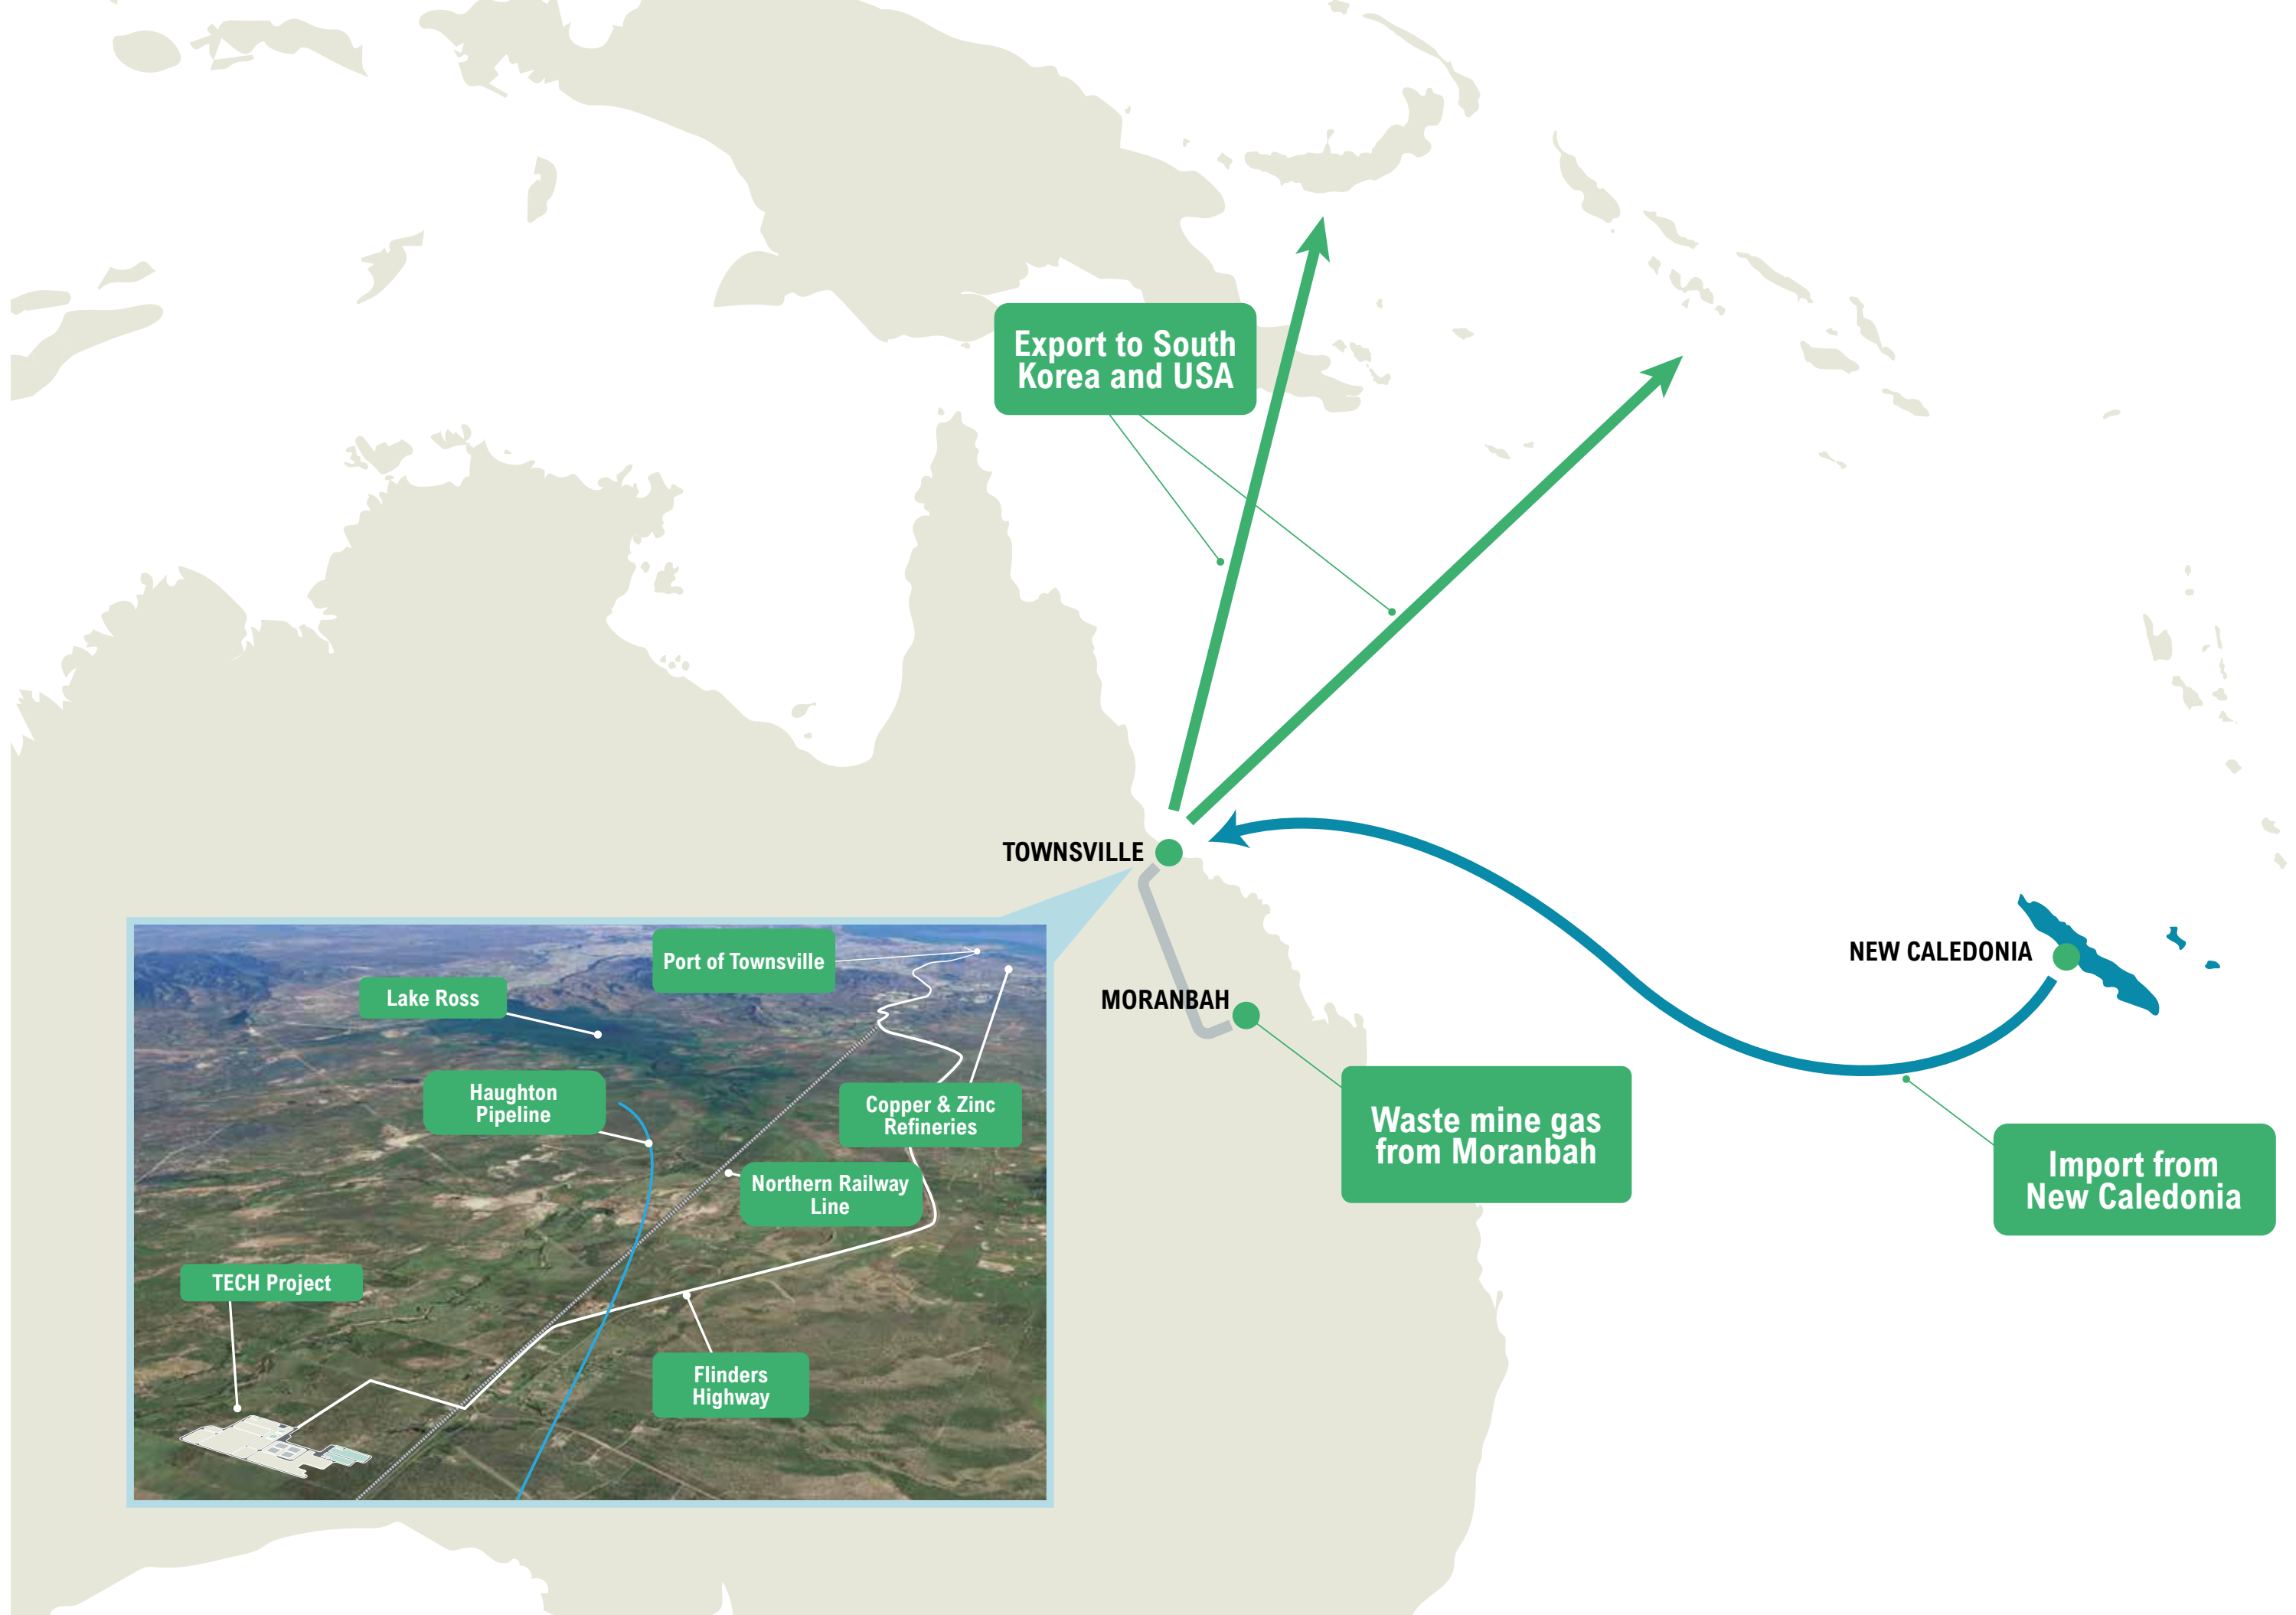 Export to South
Korea and USA
TOWNSVILLE
NEW CALEDONIA
MORANBAH
Waste mine gas
from Moranbah
Import from
New Caledonia
Port of Townsville
Lake Ross
Haughton
Pipeline
Copper & Zinc
Refineries
Northern Railway
Line
TECH Project
Flinders
Highway